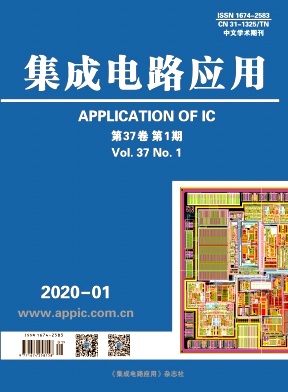 ISSN 1674-2583
CN 31-1325/TN
中文学术期刊
集成电路应用
APPLICATION OF IC
第37卷 第1期
Vol. 37 No. 1
2020-01
www.appic.com.cn
ISSN 1674-2583
《集成电路应用》杂志社